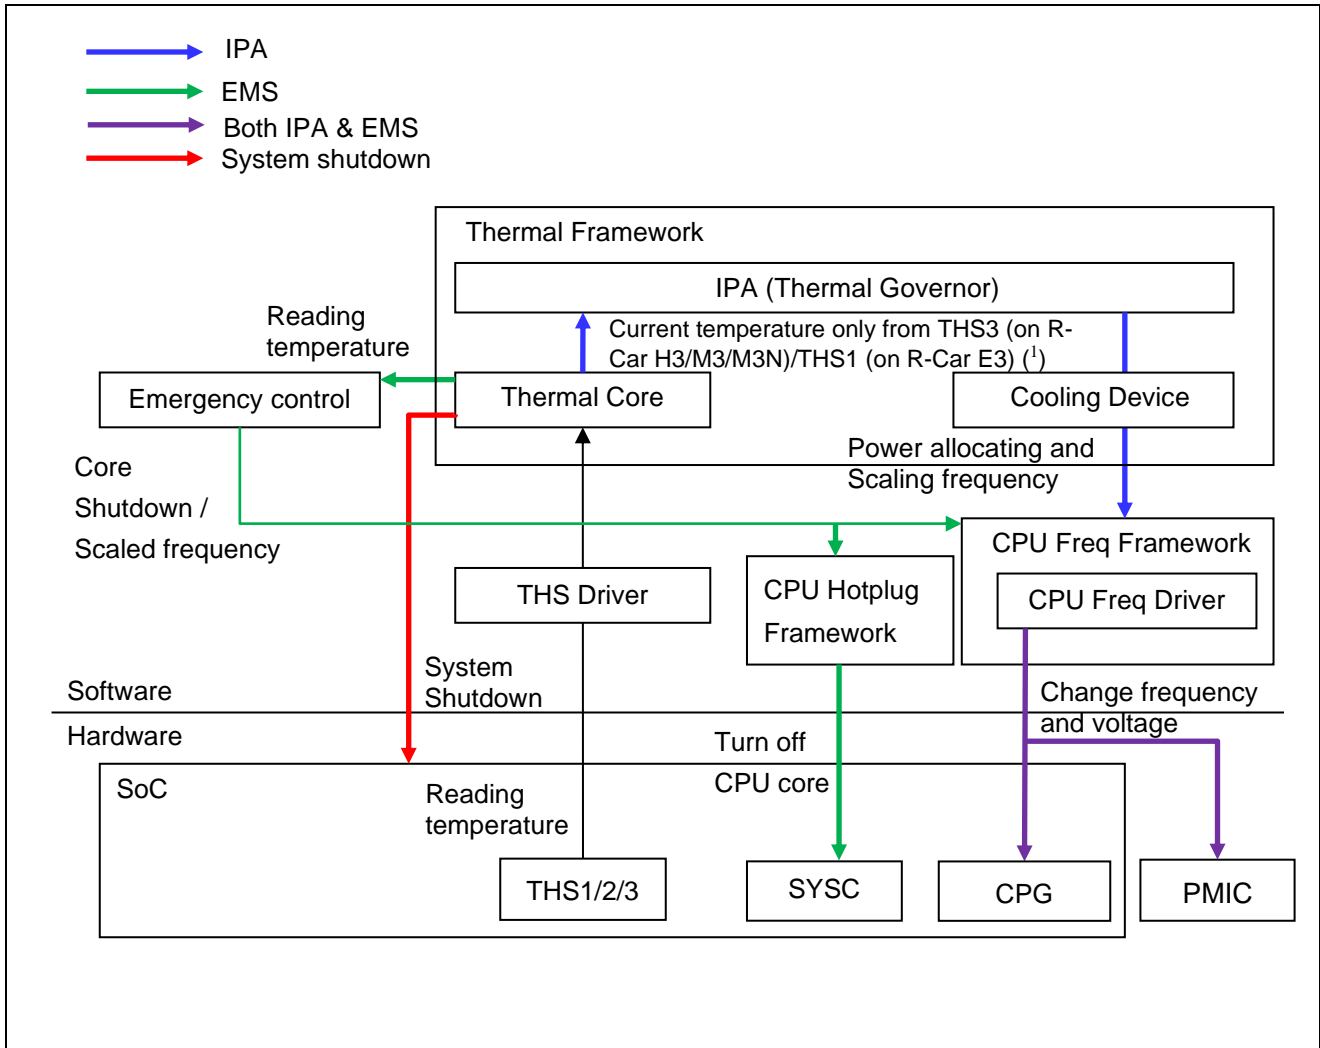 IPA
EMS
Both IPA & EMS
System shutdown
Thermal Framework
IPA (Thermal Governor)
Reading
temperature
Current temperature only from THS3 (on R-
Car H3/M3/M3N)/THS1 (on R-Car E3) (1)
Emergency control
Thermal Core
Cooling Device
Power allocating and
Scaling frequency
Core
Shutdown /
Scaled frequency
CPU Freq Framework
CPU Freq Driver
THS Driver
CPU Hotplug
Framework
System
Shutdown
Software
Change frequency
and voltage
Hardware
Turn off
CPU core
SoC
Reading
temperature
THS1/2/3
SYSC
CPG
PMIC